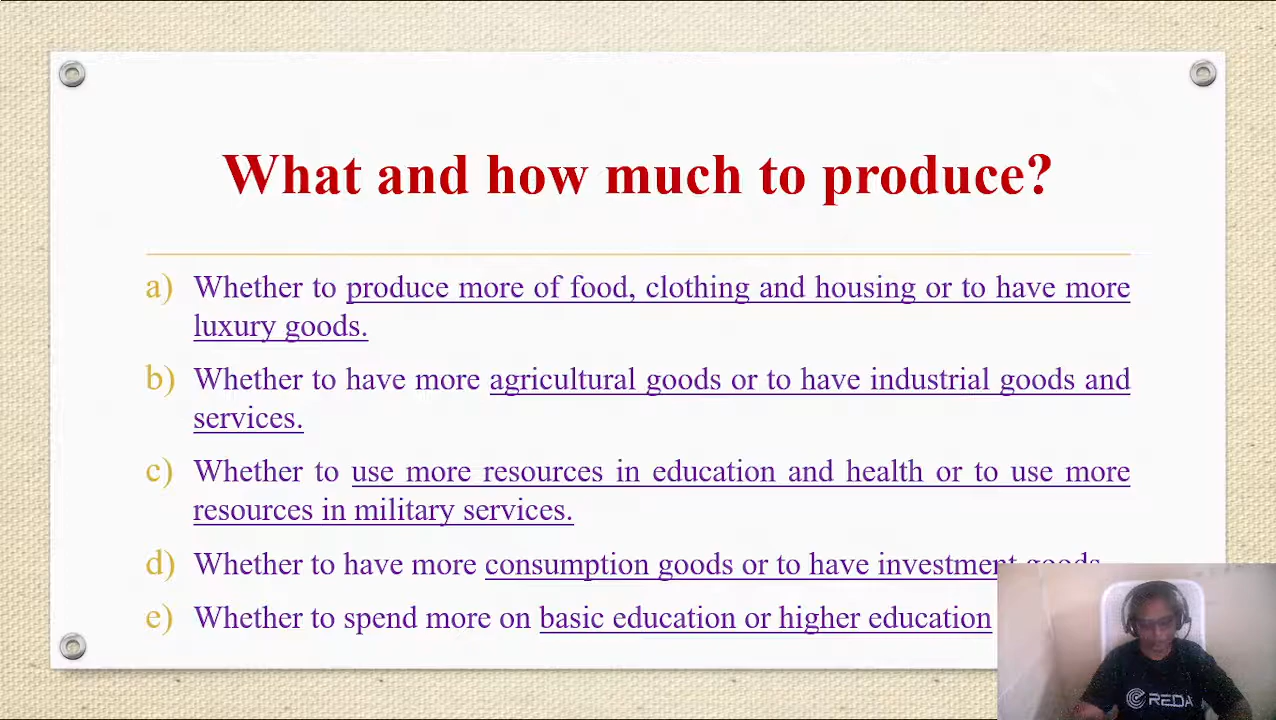 What and how much to produce?
a) Whether to produce more of food, clothing and housing or to have more
luxury goods.
b) Whether to have more agricultural goods or to have industrial goods and
services.
c) Whether to use more resources in education and health or to use more
resources in military services.
d) Whether to have more consumption goods or to have investment goods.
e) Whether to spend more on basic education or higher education
REDA